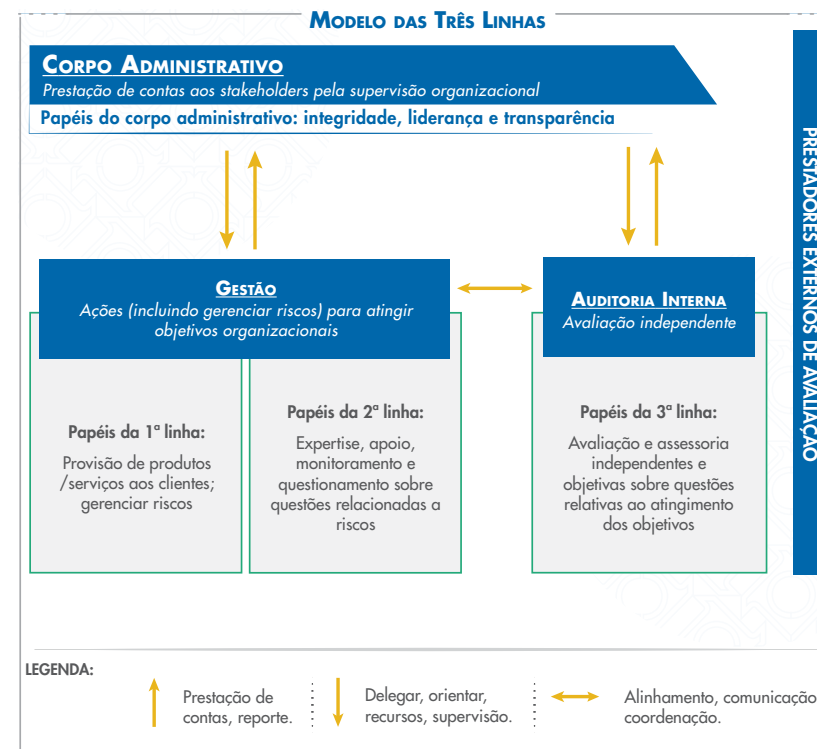 Modelo das Três Linhas
Corpo Administrativo
Prestação de contas aos stakeholders pela supervisão organizacional
Papéis do corpo administrativo: integridade, liderança e transparência
PRESTADORES EXTERNOS DE AVALIAÇÃO
Gestão
Ações (incluindo gerenciar riscos) para atingir
objetivos organizacionais
Auditoria Interna
Avaliação independente
Papéis da 1ª linha:
Provisão de produtos
/serviços aos clientes;
gerenciar riscos
Papéis da 2ª linha:
Expertise, apoio,
monitoramento e
questionamento sobre
questões relacionadas a
riscos
Papéis da 3ª linha:
Avaliação e assessoria
independentes e
objetivas sobre questões
relativas ao atingimento
dos objetivos
LEGENDA:
Prestação de
contas, reporte.
Delegar, orientar,
recursos, supervisão.
Alinhamento, comunicação
coordenação.